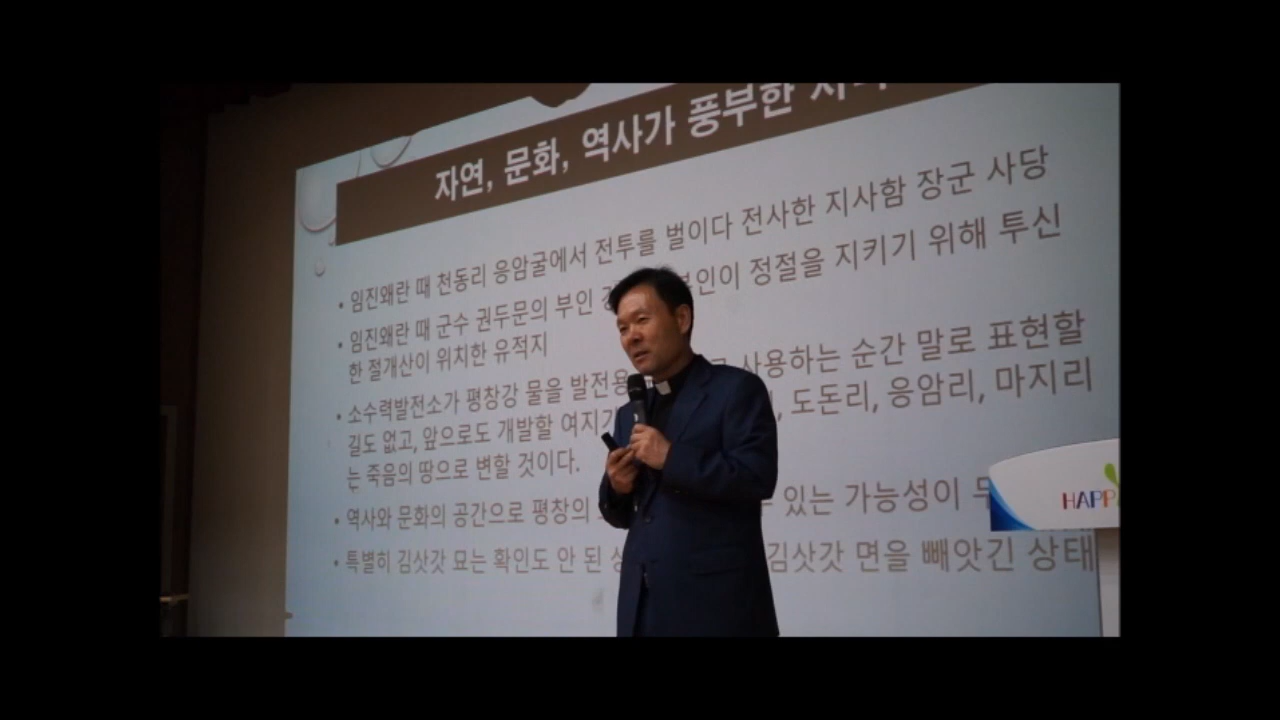 자연, 문화, 역사가 풍부한
• 임진왜란 때 천동리 응암굴에서 전투를 벌이다 전사한 지사함 장군 사당
• 임진왜란 때 군수 권두문의 부인 정절을 지키기 위해 투신
한 절개산이 위치한 유적지
• 소수력발전소가 평창강 물을 발전용 사용하는 순간 말로 표현할
길도 없고, 앞으로도 개발할 여지가 도돈리, 응암리, 마지리
는 죽음의 땅으로 변할 것이다.
• 역사와 문화의 공간으로 평창의 있는 가능성이
• 특별히 김삿갓 묘는 확인도 안 된 김삿갓 면을 빼앗긴 상태
HAPP